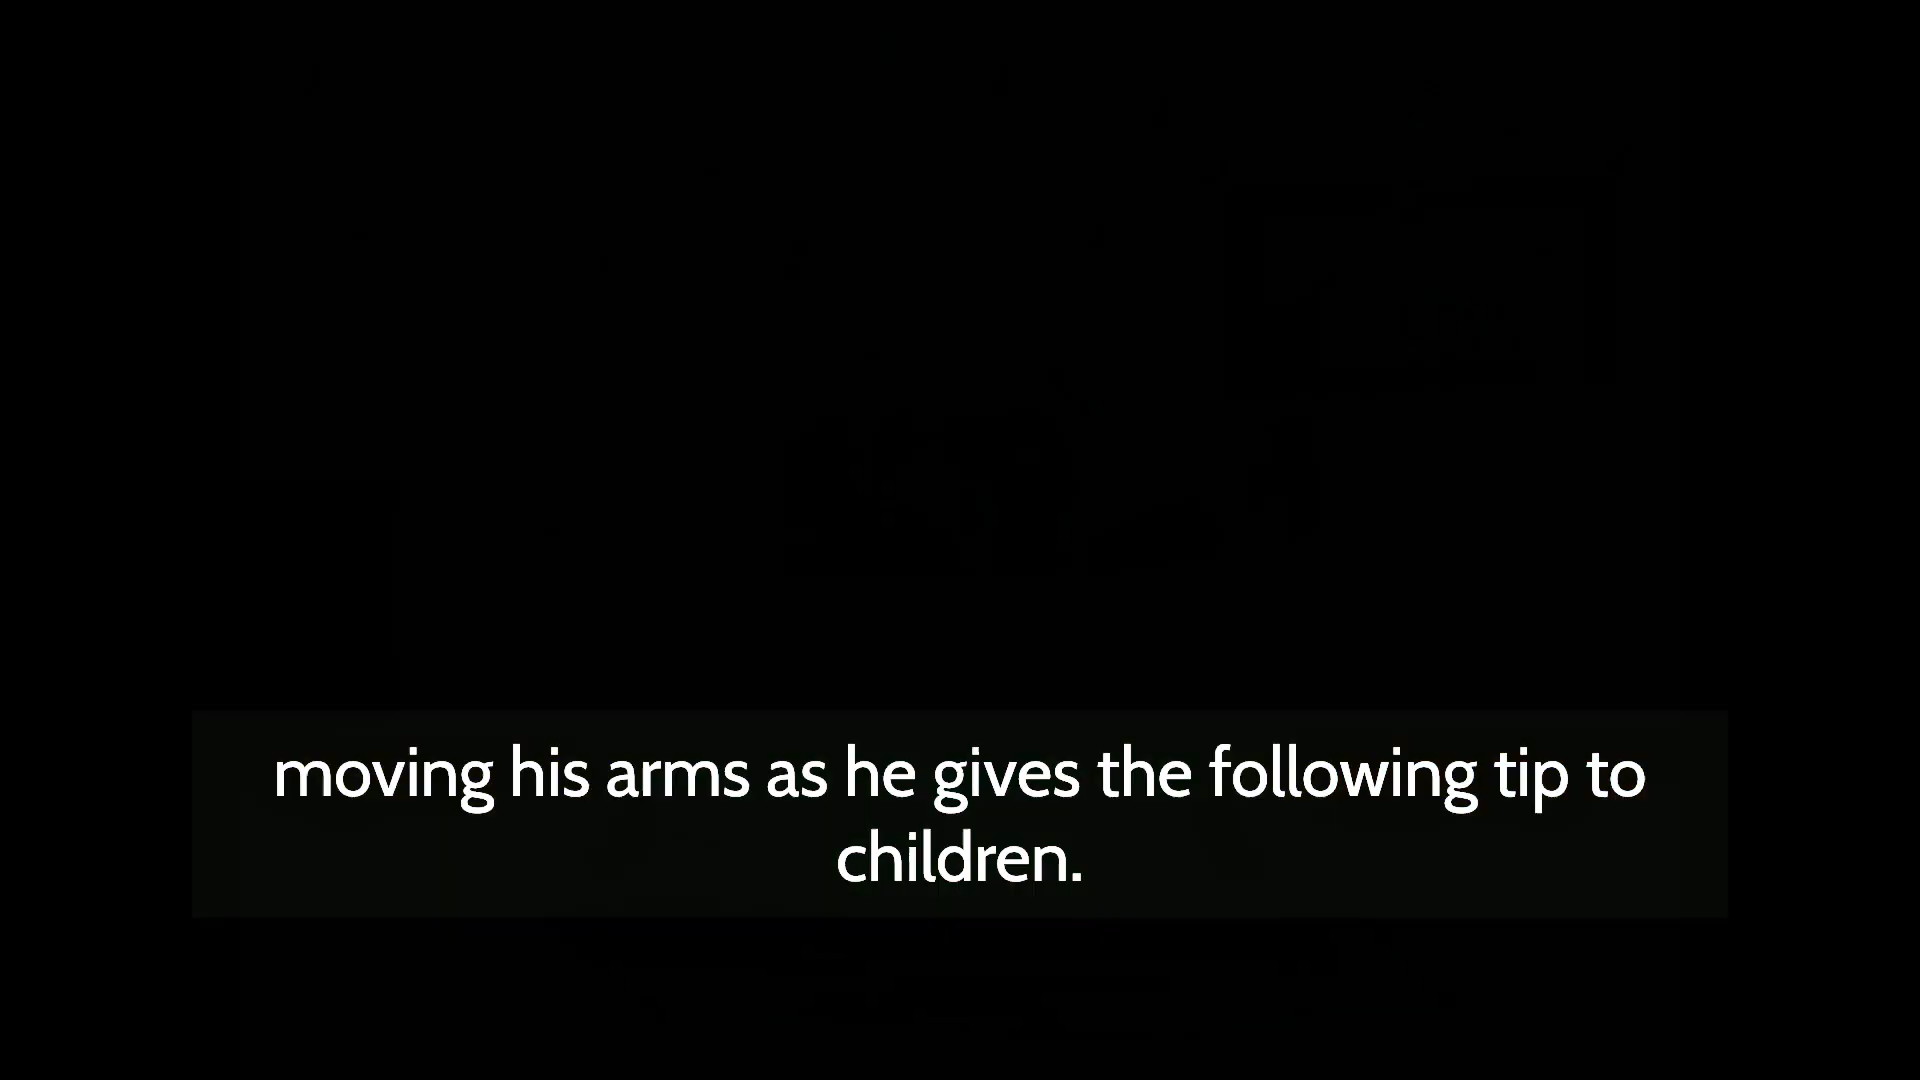 moving his arms as he gives the following tip to
children.